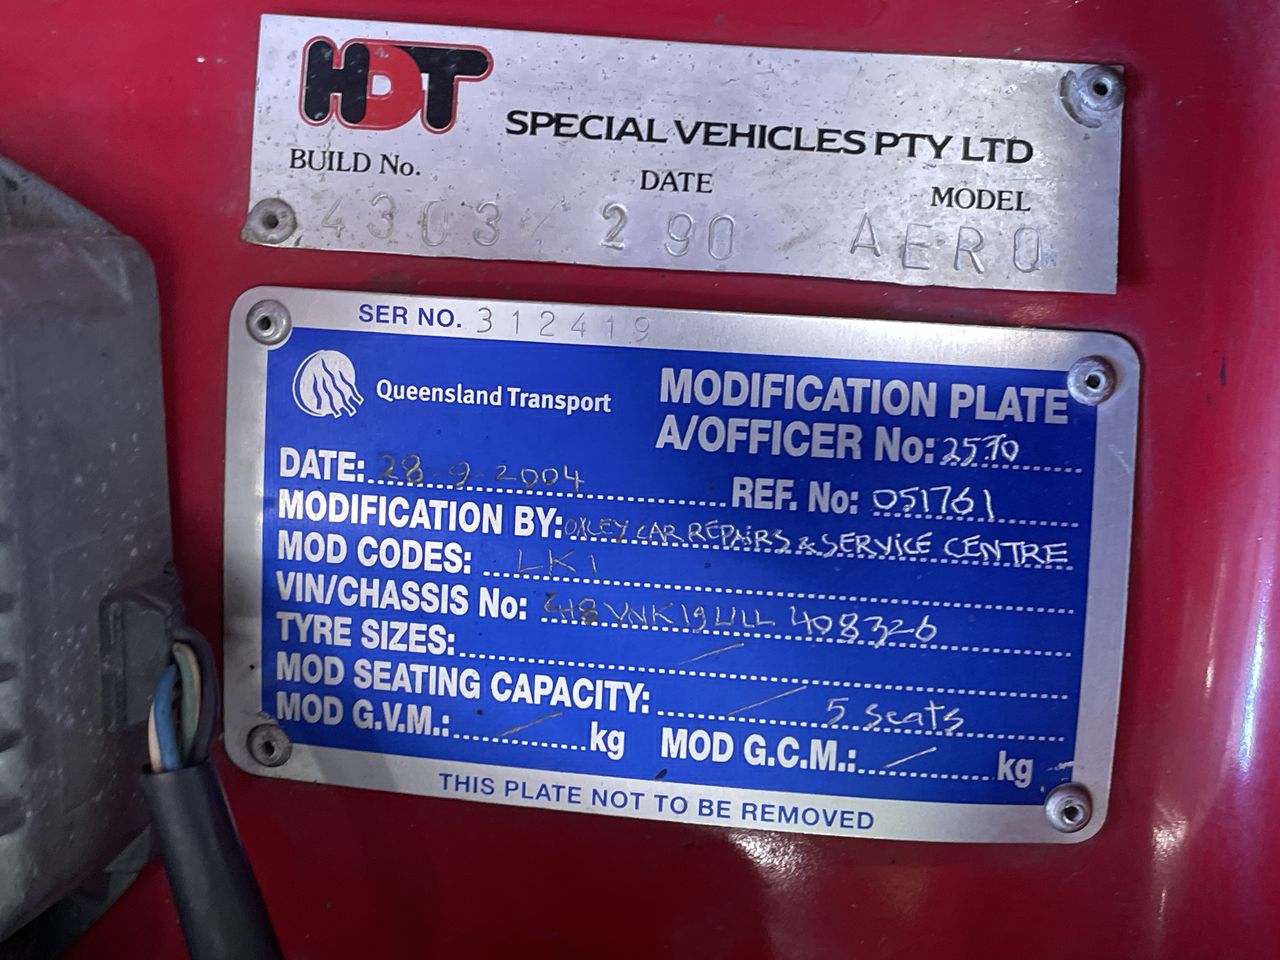 HDT
SPECIAL VEHICLES PTY LTD
BUILD No. DATE MODEL
4303 290 AERO
SER NO. 312419
Queensland Transport
MODIFICATION PLATE
A/OFFICER No: 2570
DATE: 28-9-2004
REF. No: 051761
MODIFICATION BY: OXLEY CAR REPAIRS & SERVICE CENTRE
MOD CODES: LK1
VIN/CHASSIS No: 408326
TYRE SIZES: /
MOD SEATING CAPACITY: / 5 seats
MOD G.V.M.: / kg MOD G.C.M.: / kg
THIS PLATE NOT TO BE REMOVED